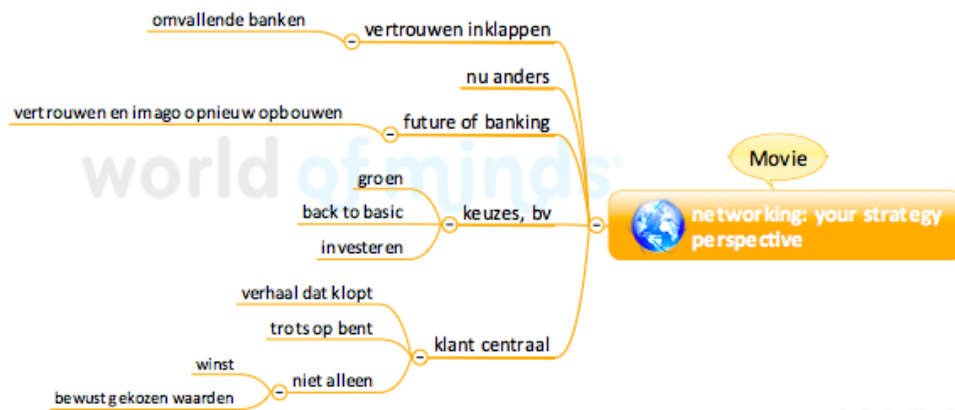 omvallende banken
vertrouwen inklappen
nu anders
vertrouwen en imago opnieuw opbouwen
future of banking
world of minds
groen
back to basic
investeren
keuzes, bv
Movie
networking: your strategy
perspective
verhaal dat klopt
trots op bent
klant centraal
niet alleen
winst
bewust gekozen waarden